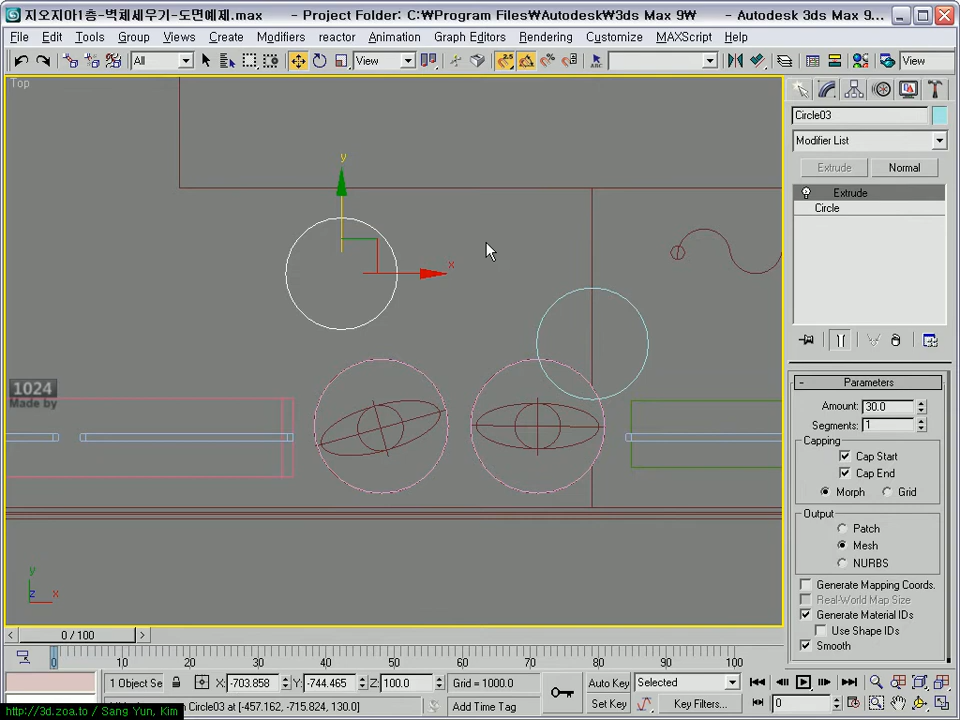 지오지아1층-벽체세우기-도면예제.max - Project Folder: C:₩Program Files₩Autodesk₩3ds Max 9₩ - Autodesk 3ds Max 9...
File Edit Tools Group Views Create Modifiers reactor Animation Graph Editors Rendering Customize MAXScript Help
All View View
Top
Circle03
Modifier List
Extrude Normal
Extrude
Circle
y
x
1024
Made by
y
z x
Parameters
Amount: 30.0
Segments: 1
Capping
Cap Start
Cap End
Morph Grid
Output
Patch
Mesh
NURBS
Generate Mapping Coords.
Real-World Map Size
Generate Material IDs
Use Shape IDs
Smooth
0 / 100
0 10 20 30 40 50 60 70 80 90 100
1 Object Se X: -703.858 Y: -744.465 Z: 100.0 Grid = 1000.0 Auto Key Selected
http://3d.zoa.to / Sang Yun, Kim n Circle03 at [-457.162, -715.824, 130.0] Add Time Tag Set Key Key Filters... 0